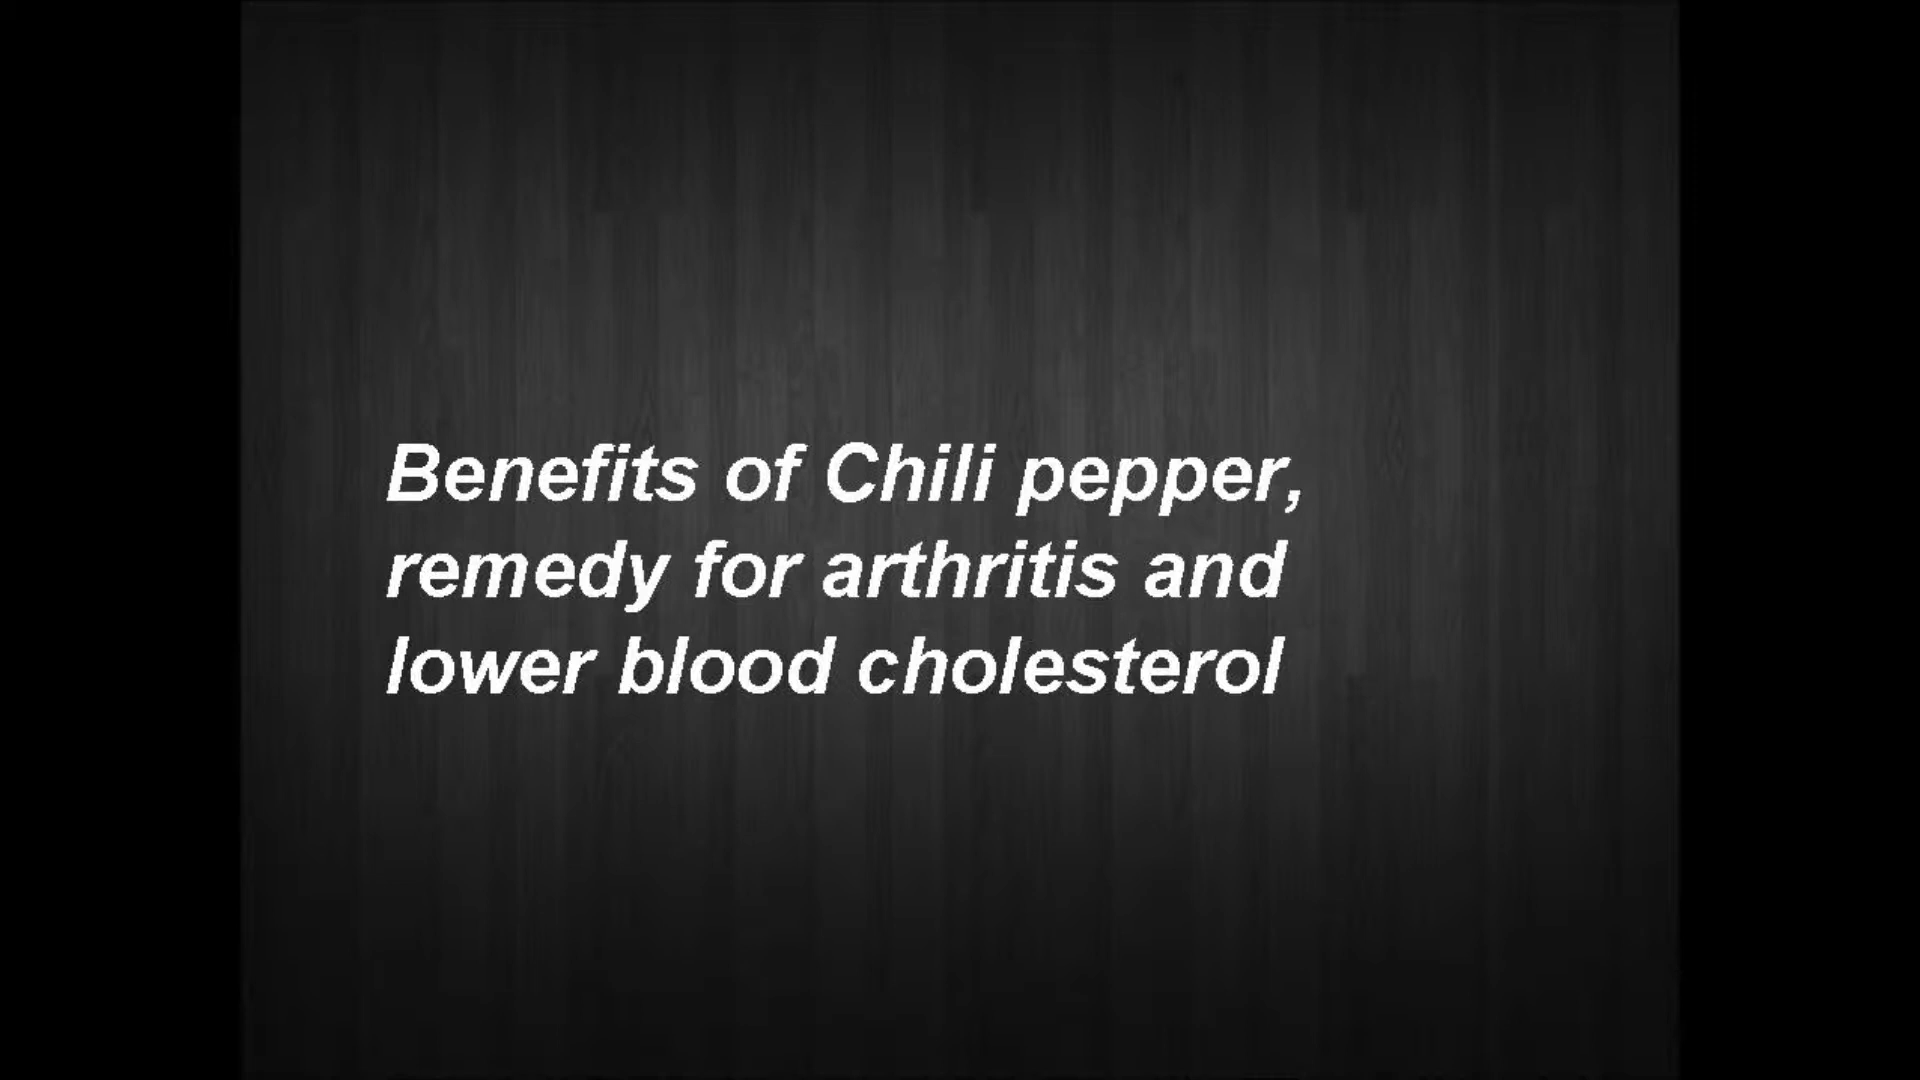 Benefits of Chili pepper,
remedy for arthritis and
lower blood cholesterol